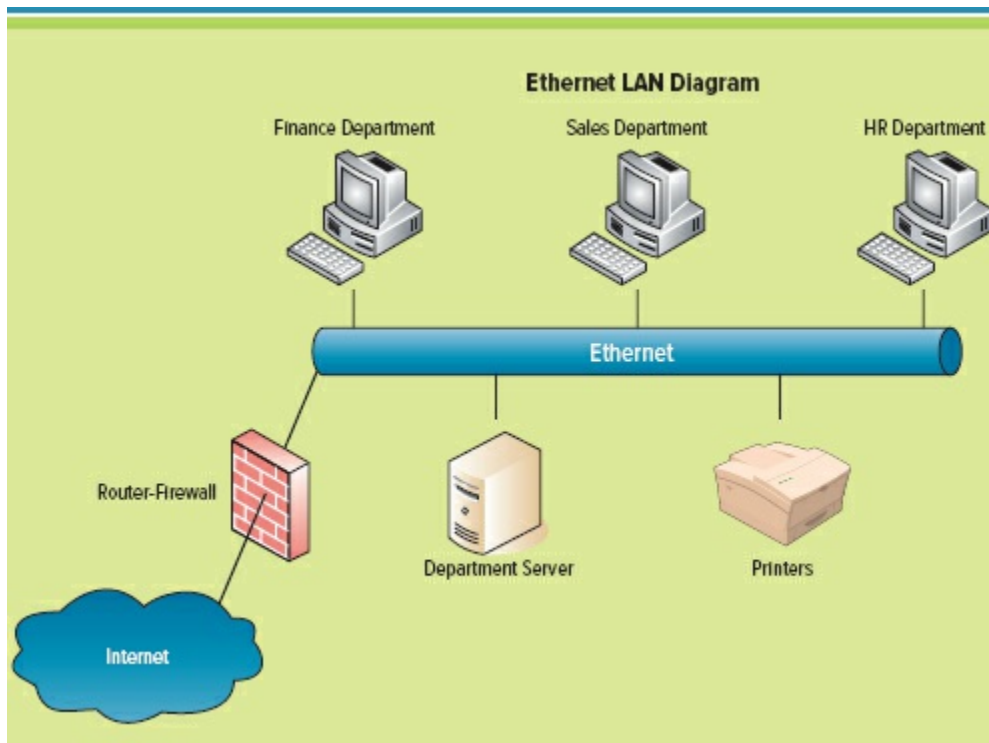 Ethernet LAN Diagram
Finance Department
Sales Department
HR Department
Ethernet
Router-Firewall
Department Server
Printers
Internet